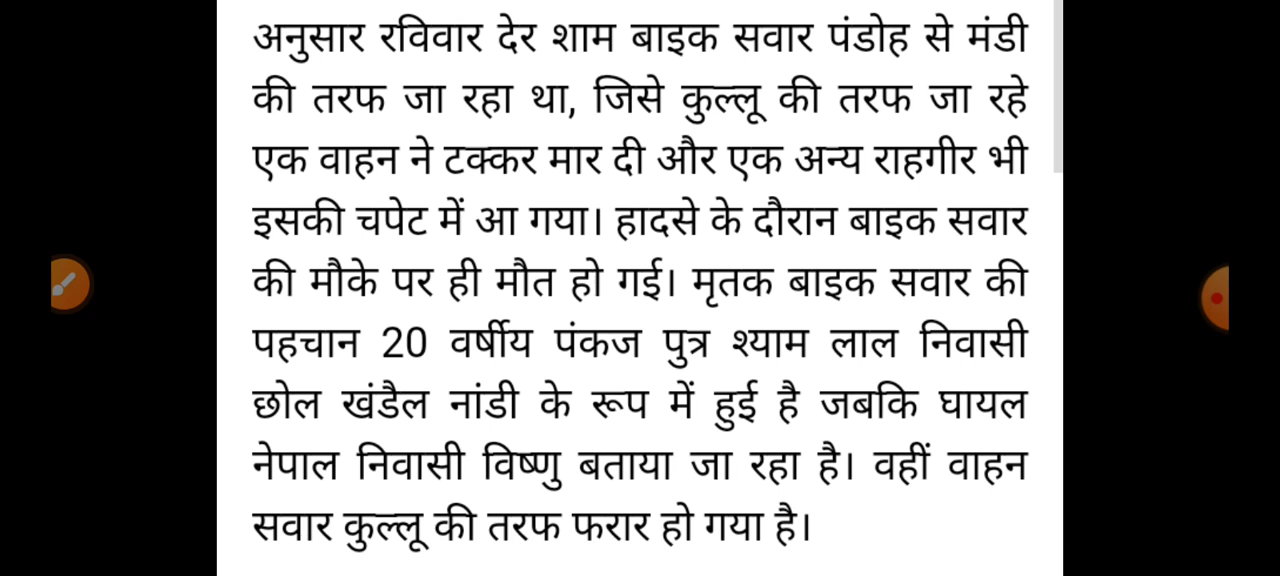 अनुसार रविवार देर शाम बाइक सवार पंडोह से मंडी
की तरफ जा रहा था, जिसे कुल्लू की तरफ जा रहे
एक वाहन ने टक्कर मार दी और एक अन्य राहगीर भी
इसकी चपेट में आ गया। हादसे के दौरान बाइक सवार
की मौके पर ही मौत हो गई। मृतक बाइक सवार की
पहचान 20 वर्षीय पंकज पुत्र श्याम लाल निवासी
छोल खंडैल नांडी के रूप में हुई है जबकि घायल
नेपाल निवासी विष्णु बताया जा रहा है। वहीं वाहन
सवार कुल्लू की तरफ फरार हो गया है।